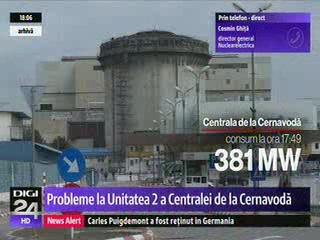 18:06
arhivă
Prin telefon - direct
Cosmin Ghiță
director general
Nuclearelectrica
Centrala de la Cernavodă
consum la ora 17:49
381 MW
Probleme la Unitatea 2 a Centralei de la Cernavodă
DIGI
24
HD
News Alert
Carles Puigdemont a fost reținut în Germania